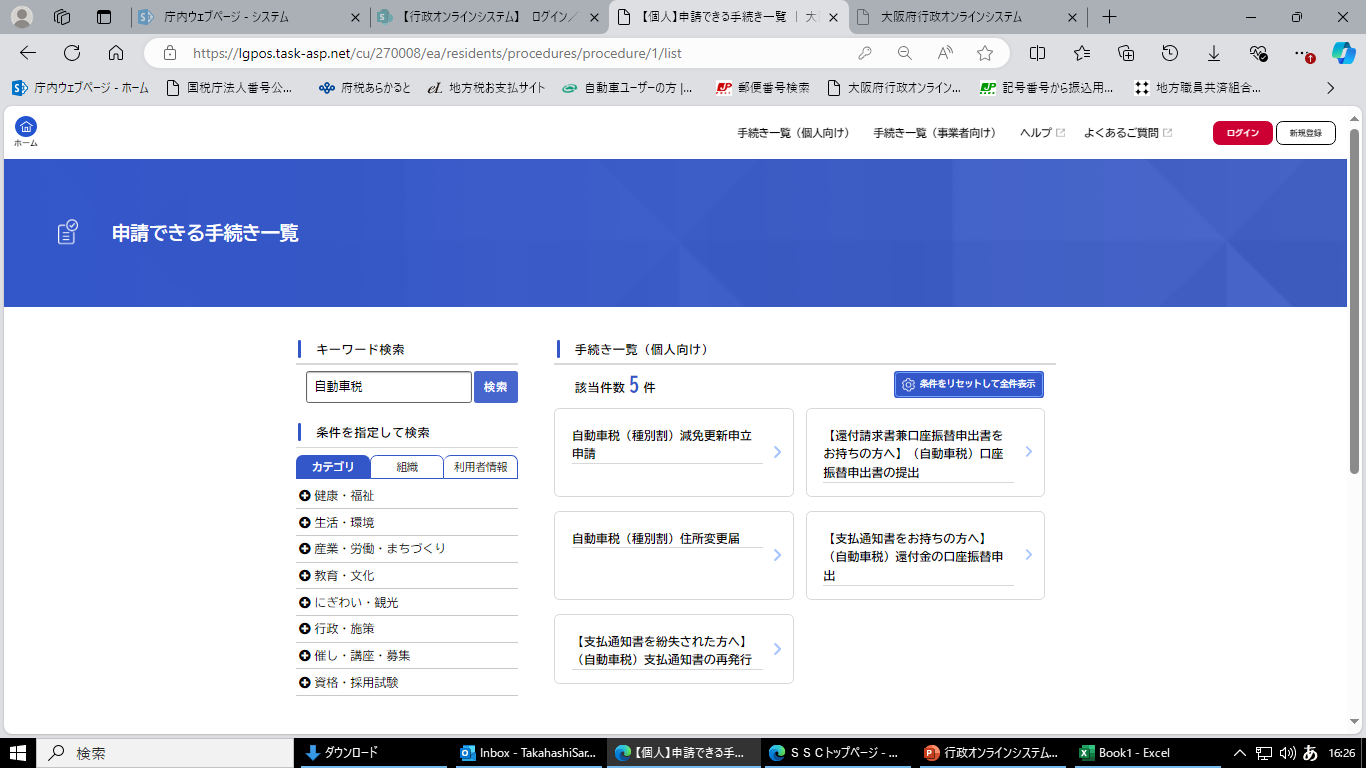 庁内ウェブページ - システム
【行政オンラインシステム】 ログイン／
【個人】申請できる手続き一覧 ｜ 大
大阪府行政オンラインシステム
https://lgpos.task-asp.net/cu/270008/ea/residents/procedures/procedure/1/list
庁内ウェブページ - ホーム
国税庁法人番号公...
府税あらかると
地方税お支払サイト
自動車ユーザーの方 |...
郵便番号検索
大阪府行政オンライン...
記号番号から振込用...
地方職員共済組合...
ホーム
手続き一覧（個人向け）
手続き一覧（事業者向け）
ヘルプ
よくあるご質問
ログイン
新規登録
申請できる手続き一覧
キーワード検索
自動車税
検索
条件を指定して検索
カテゴリ
組織
利用者情報
健康・福祉
生活・環境
産業・労働・まちづくり
教育・文化
にぎわい・観光
行政・施策
催し・講座・募集
資格・採用試験
手続き一覧（個人向け）
該当件数 5 件
条件をリセットして全件表示
自動車税（種別割）減免更新申立
申請
【還付請求書兼口座振替申出書を
お持ちの方へ】（自動車税）口座
振替申出書の提出
自動車税（種別割）住所変更届
【支払通知書をお持ちの方へ】
（自動車税）還付金の口座振替申
出
【支払通知書を紛失された方へ】
（自動車税）支払通知書の再発行
検索
ダウンロード
Inbox - TakahashiSar...
【個人】申請できる手...
ＳＳＣトップページ - ...
行政オンラインシステム...
Book1 - Excel
あ
16:26